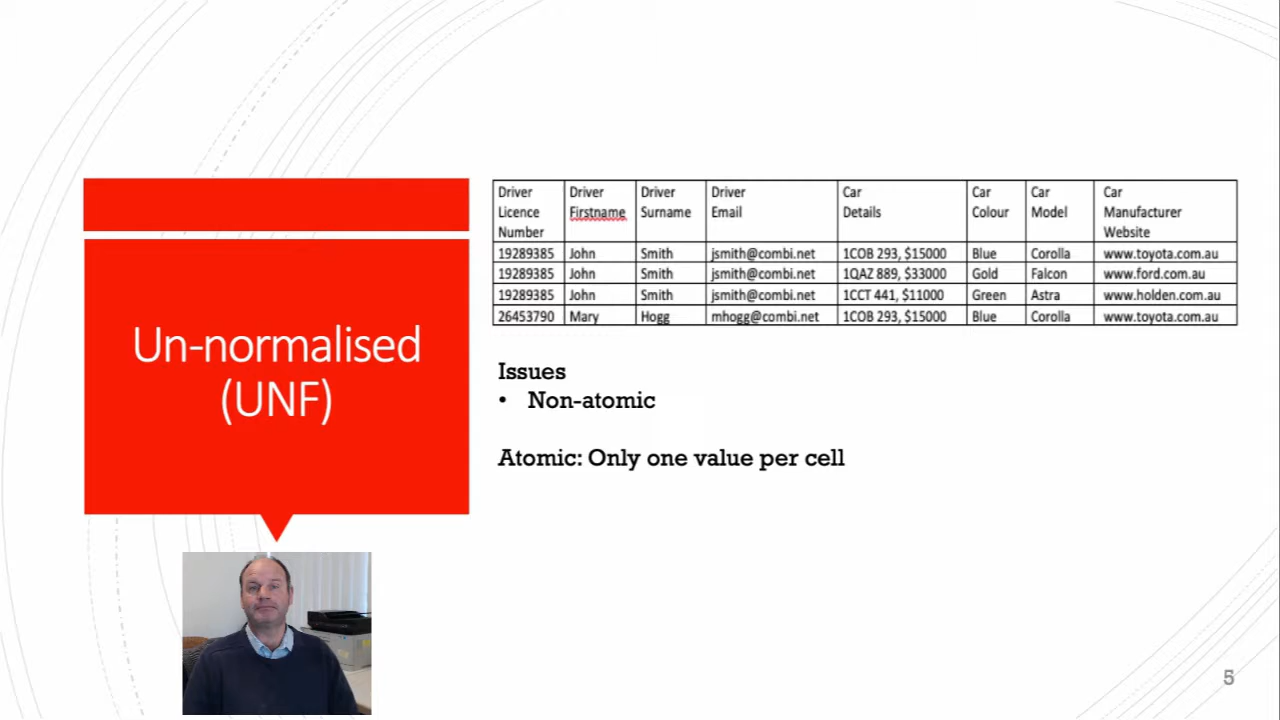 Un-normalised
(UNF)
Driver Licence Number | Driver Firstname | Driver Surname | Driver Email | Car Details | Car Colour | Car Model | Car Manufacturer Website
19289385 | John | Smith | jsmith@combi.net | 1COB 293, $15000 | Blue | Corolla | www.toyota.com.au
19289385 | John | Smith | jsmith@combi.net | 1QAZ 889, $33000 | Gold | Falcon | www.ford.com.au
19289385 | John | Smith | jsmith@combi.net | 1CCT 441, $11000 | Green | Astra | www.holden.com.au
26453790 | Mary | Hogg | mhogg@combi.net | 1COB 293, $15000 | Blue | Corolla | www.toyota.com.au
Issues
• Non-atomic
Atomic: Only one value per cell
5